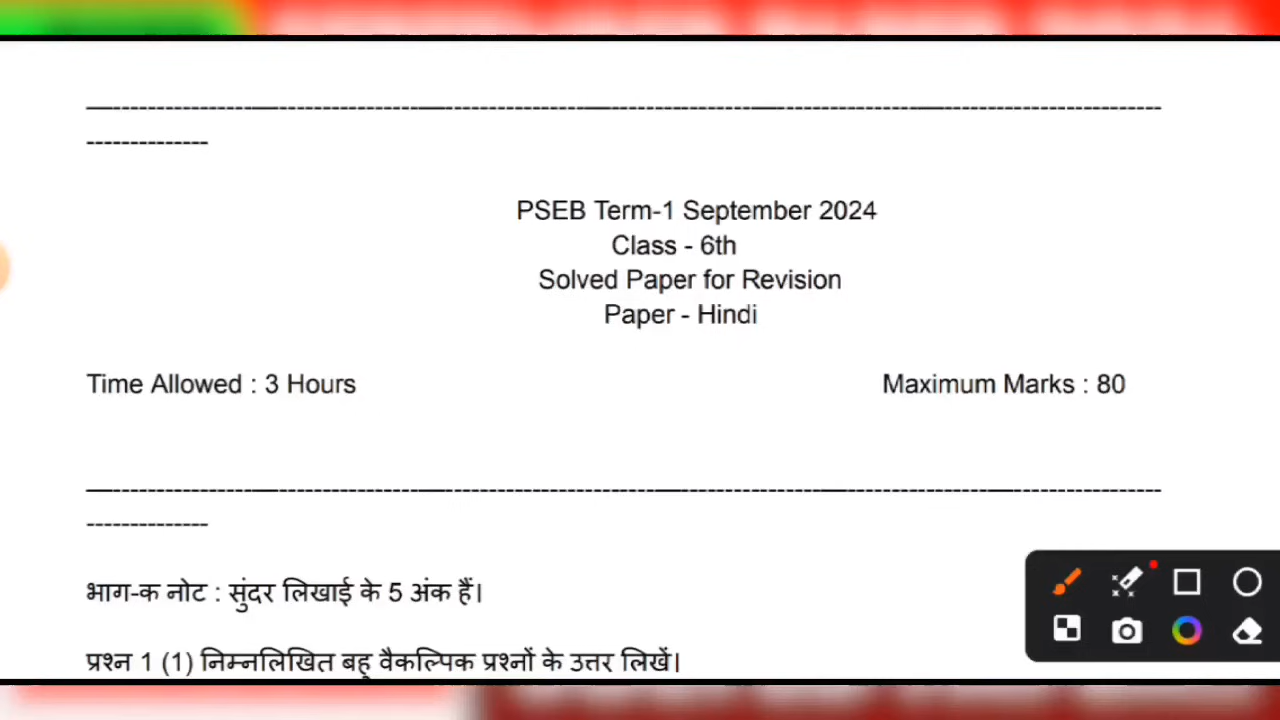 PSEB Term-1 September 2024
Class - 6th
Solved Paper for Revision
Paper - Hindi
Time Allowed : 3 Hours Maximum Marks : 80
भाग-क नोट : सुंदर लिखाई के 5 अंक हैं।
प्रश्न 1 (1) निम्नलिखित बहु वैकल्पिक प्रश्नों के उत्तर लिखें।